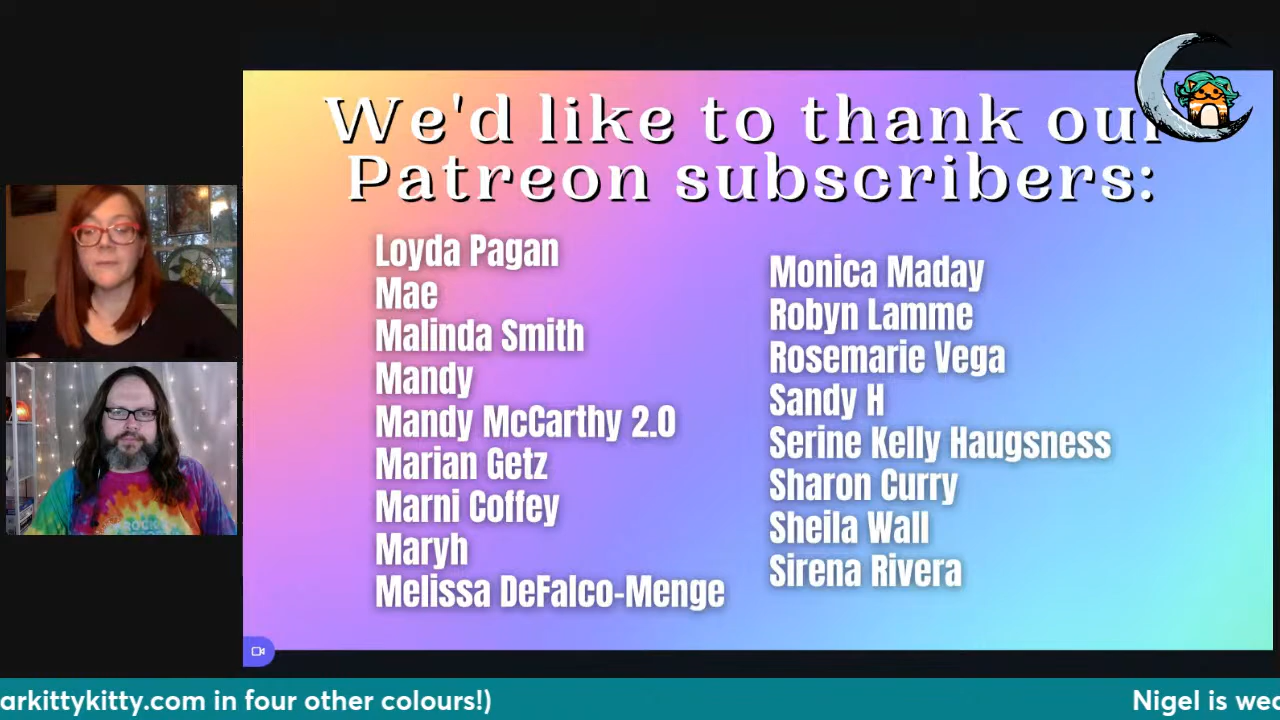 We'd like to thank our
Patreon subscribers:
Loyda Pagan
Mae
Malinda Smith
Mandy
Mandy McCarthy 2.0
Marian Getz
Marni Coffey
Maryh
Melissa DeFalco-Menge
Monica Maday
Robyn Lamme
Rosemarie Vega
Sandy H
Serine Kelly Haugsness
Sharon Curry
Sheila Wall
Sirena Rivera
ROCK
arkittykitty.com in four other colours!)
Nigel is wea